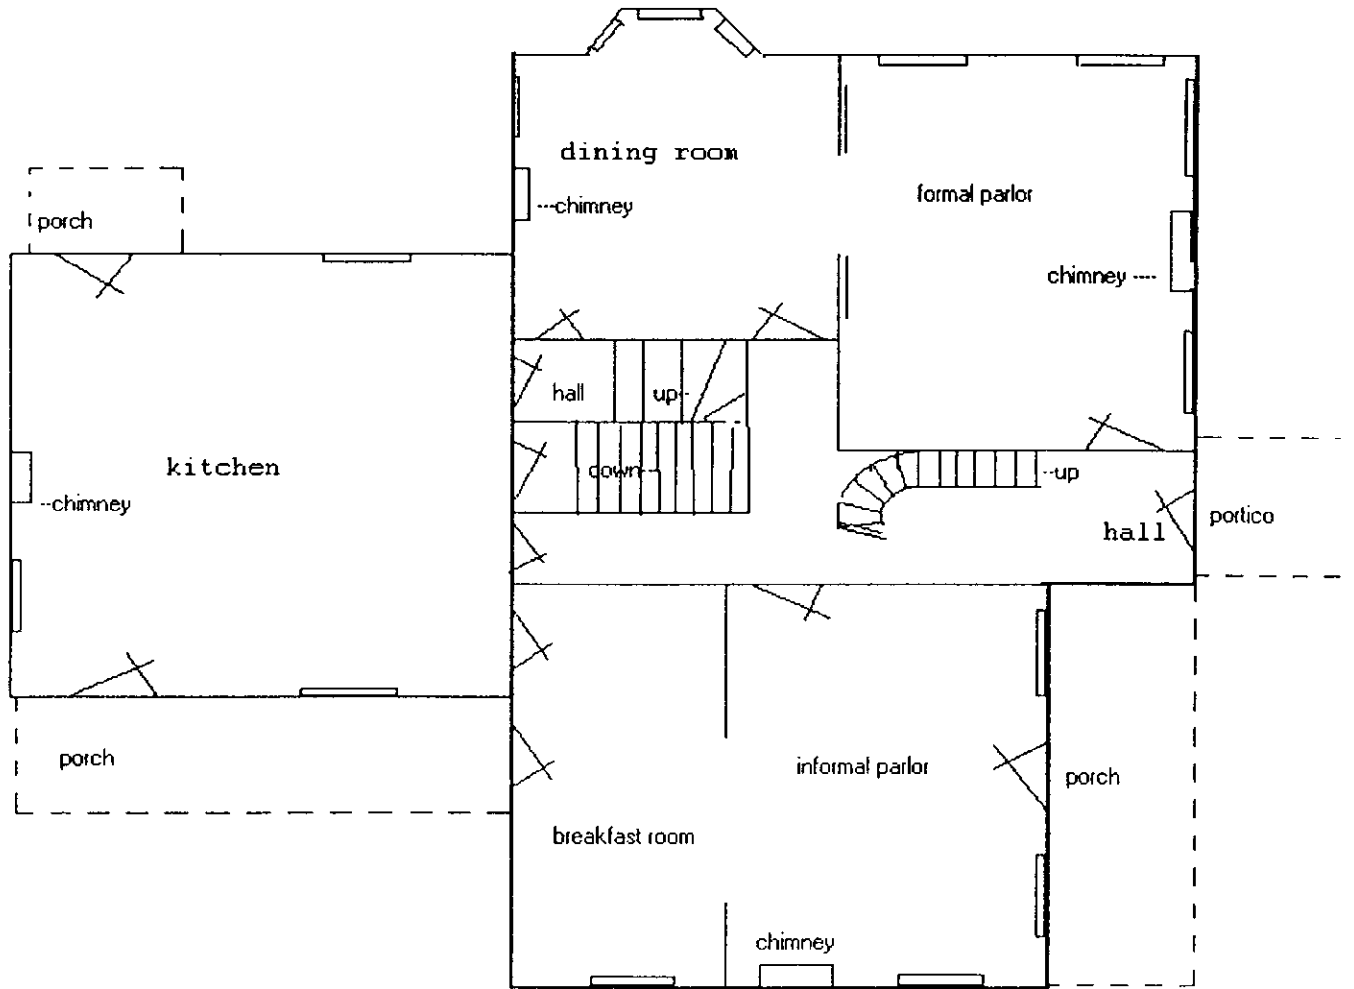 dining room
formal parlor
porch
---chimney
chimney ----
hall
up-
kitchen
down--
--up
--chimney
hall
portico
porch
informal parlor
porch
breakfast room
chimney